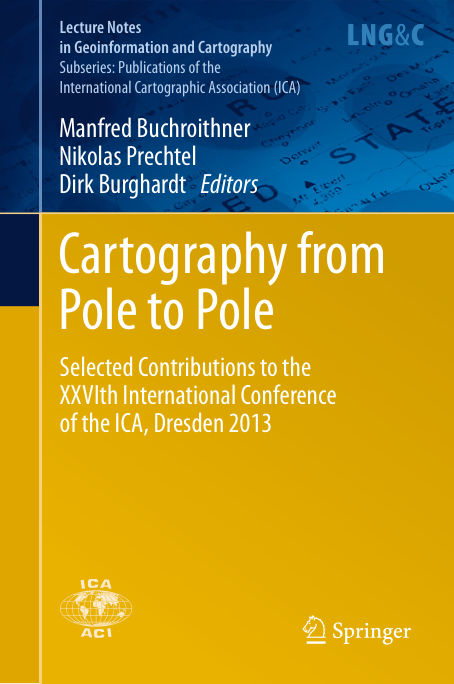 Lecture Notes
in Geoinformation and Cartography
Subseries: Publications of the
International Cartographic Association (ICA)
LNG&C
Manfred Buchroithner
Nikolas Prechtel
Dirk Burghardt Editors
Cartography from
Pole to Pole
Selected Contributions to the
XXVIth International Conference
of the ICA, Dresden 2013
ICA
ACI
Springer